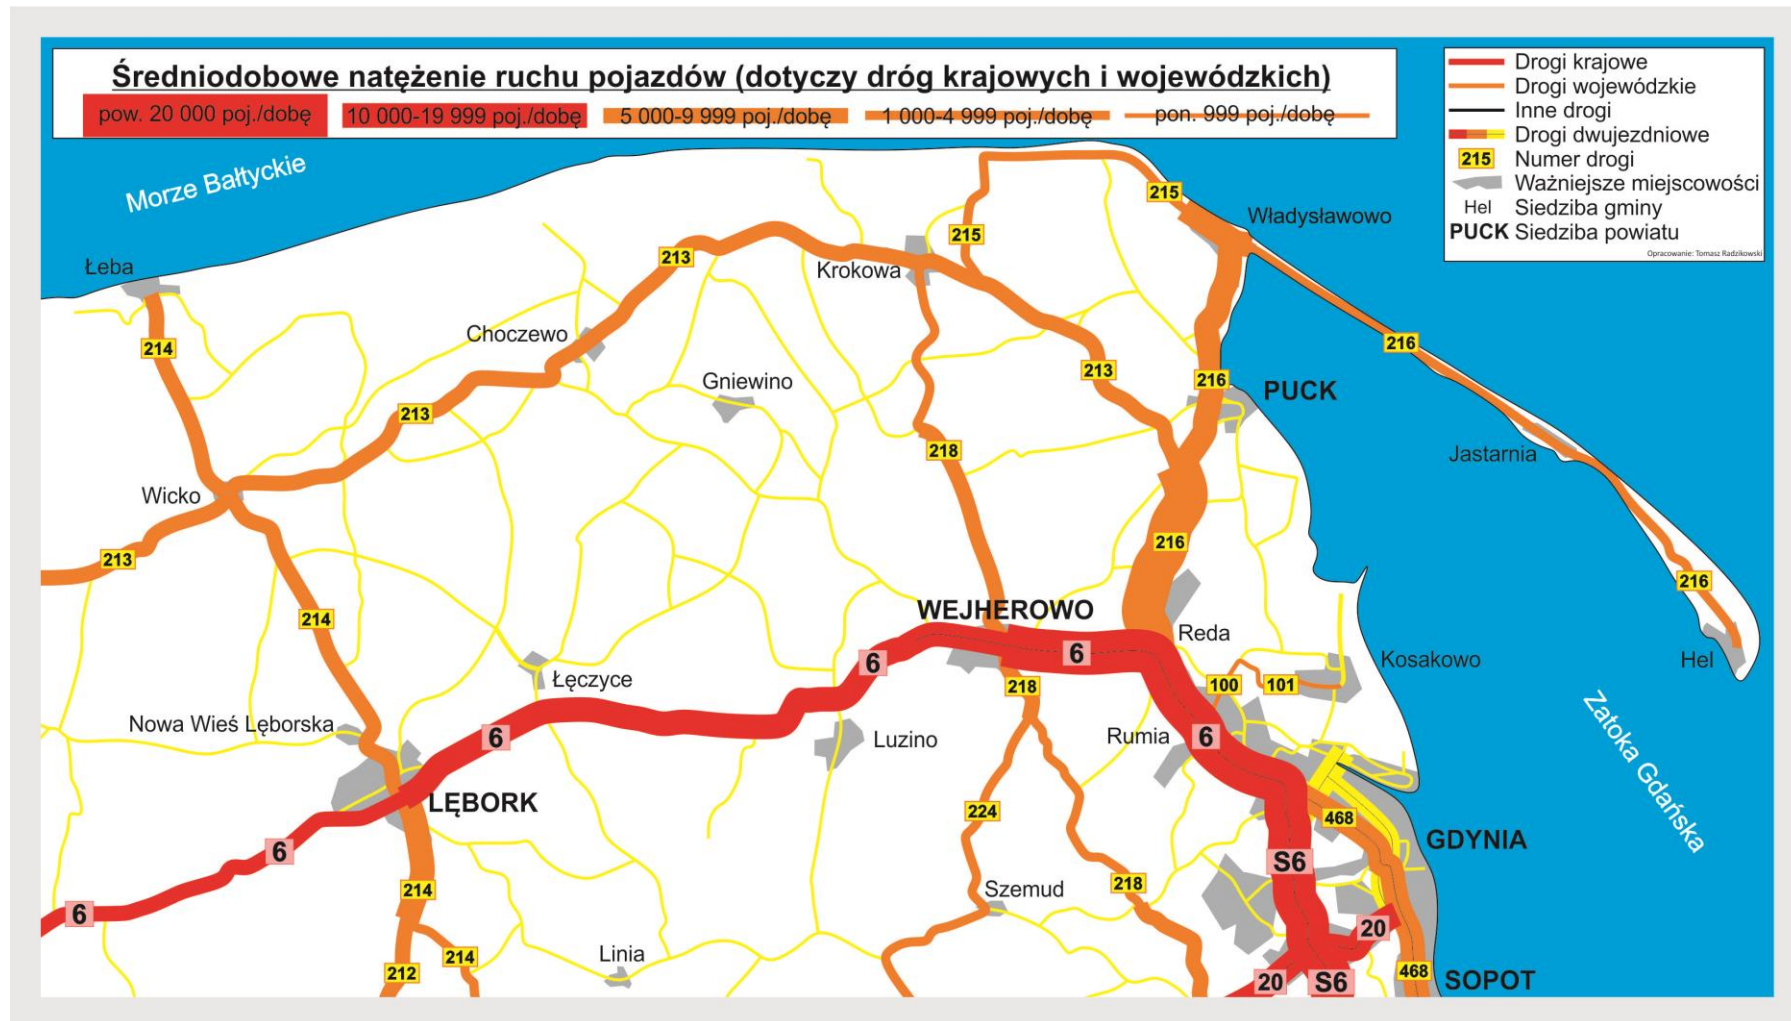 Średniodobowe natężenie ruchu pojazdów (dotyczy dróg krajowych i wojewódzkich)
pow. 20 000 poj./dobę
10 000-19 999 poj./dobę
5 000-9 999 poj./dobę
1 000-4 999 poj./dobę
pon. 999 poj./dobę
Drogi krajowe
Drogi wojewódzkie
Inne drogi
Drogi dwujezdniowe
215 Numer drogi
Ważniejsze miejscowości
Hel Siedziba gminy
PUCK Siedziba powiatu
Opracowanie: Tomasz Radzikowski
Morze Bałtyckie
215
Władysławowo
215
213
Krokowa
Łeba
Choczewo
214
216
213
216
Gniewino
PUCK
213
218
Jastarnia
Wicko
216
213
216
WEJHEROWO
214
Reda
6
6
Kosakowo
Hel
Łęczyce
218
100
101
Nowa Wieś Lęborska
6
Luzino
Rumia
6
Zatoka Gdańska
LĘBORK
224
468
GDYNIA
6
S6
214
Szemud
218
6
20
Linia
214
212
20
S6
468
SOPOT